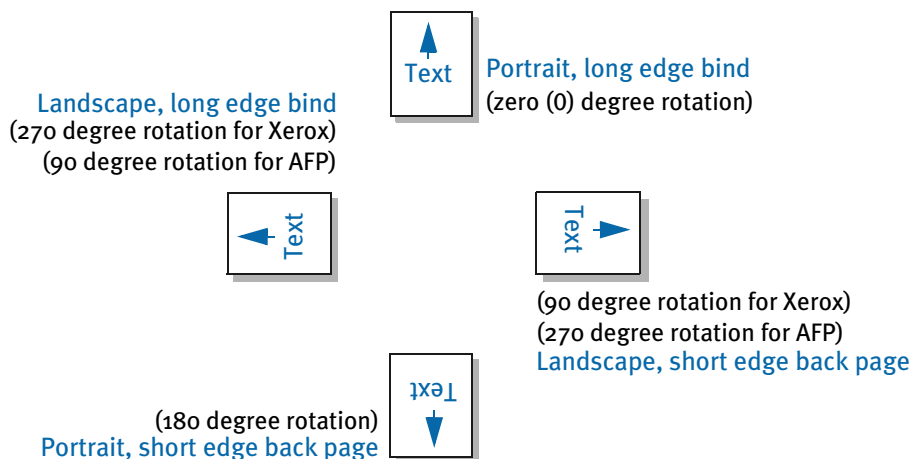 Text
Portrait, long edge bind
(zero (0) degree rotation)
Landscape, long edge bind
(270 degree rotation for Xerox)
(90 degree rotation for AFP)
Text
Text
(90 degree rotation for Xerox)
(270 degree rotation for AFP)
Landscape, short edge back page
Text
(180 degree rotation)
Portrait, short edge back page